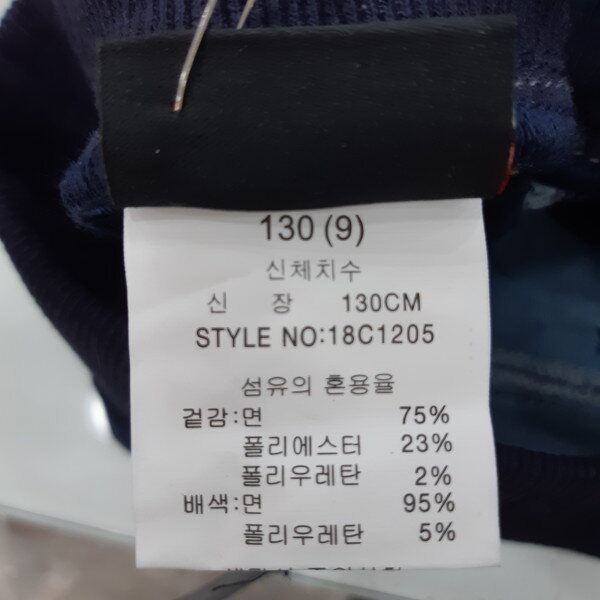 130 (9)
신체치수
신 장 130CM
STYLE NO:18C1205
섬유의 혼용율
겉감:면 75%
폴리에스터 23%
폴리우레탄 2%
배색:면 95%
폴리우레탄 5%